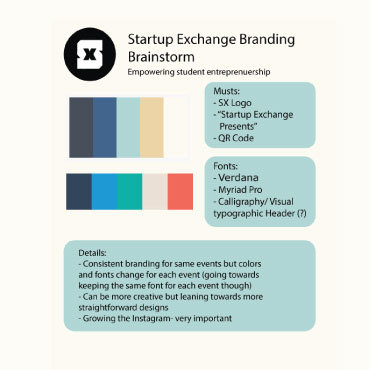 SX
Startup Exchange Branding
Brainstorm
Empowering student entreprenuership
Musts:
- SX Logo
- "Startup Exchange
Presents"
- QR Code
Fonts:
- Verdana
- Myriad Pro
- Calligraphy/ Visual
typographic Header (?)
Details:
- Consistent branding for same events but colors
and fonts change for each event (going towards
keeping the same font for each event though)
- Can be more creative but leaning towards more
straightforward designs
- Growing the Instagram- very important